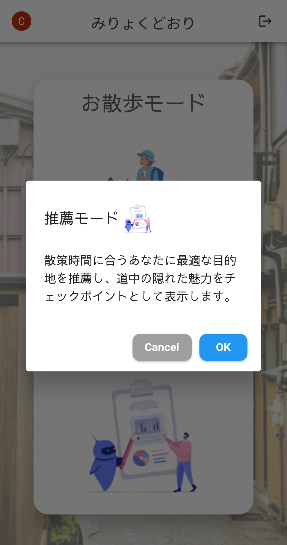 C
みりょくどおり
お散歩モード
推薦モード
散策時間に合うあなたに最適な目的
地を推薦し、道中の隠れた魅力をチ
ェックポイントとして表示します。
Cancel
OK